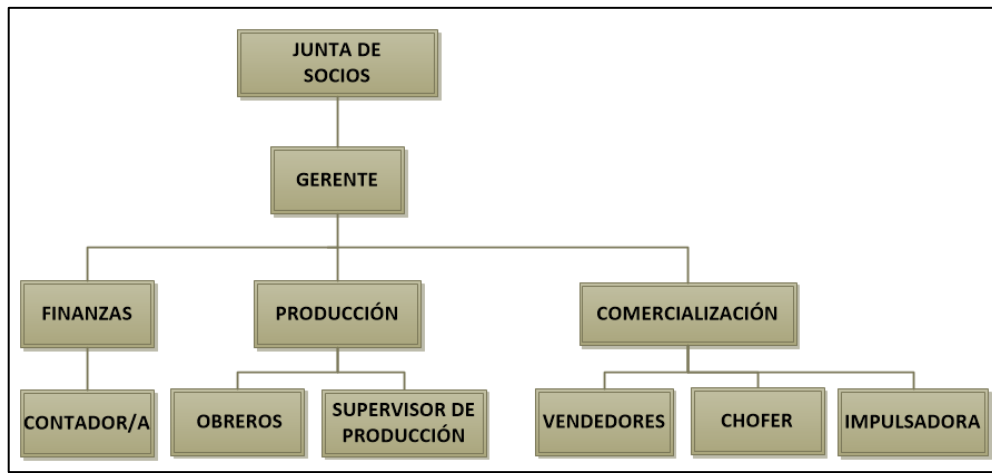 JUNTA DE
SOCIOS
GERENTE
FINANZAS
PRODUCCIÓN
COMERCIALIZACIÓN
CONTADOR/A
OBREROS
SUPERVISOR DE
PRODUCCIÓN
VENDEDORES
CHOFER
IMPULSADORA